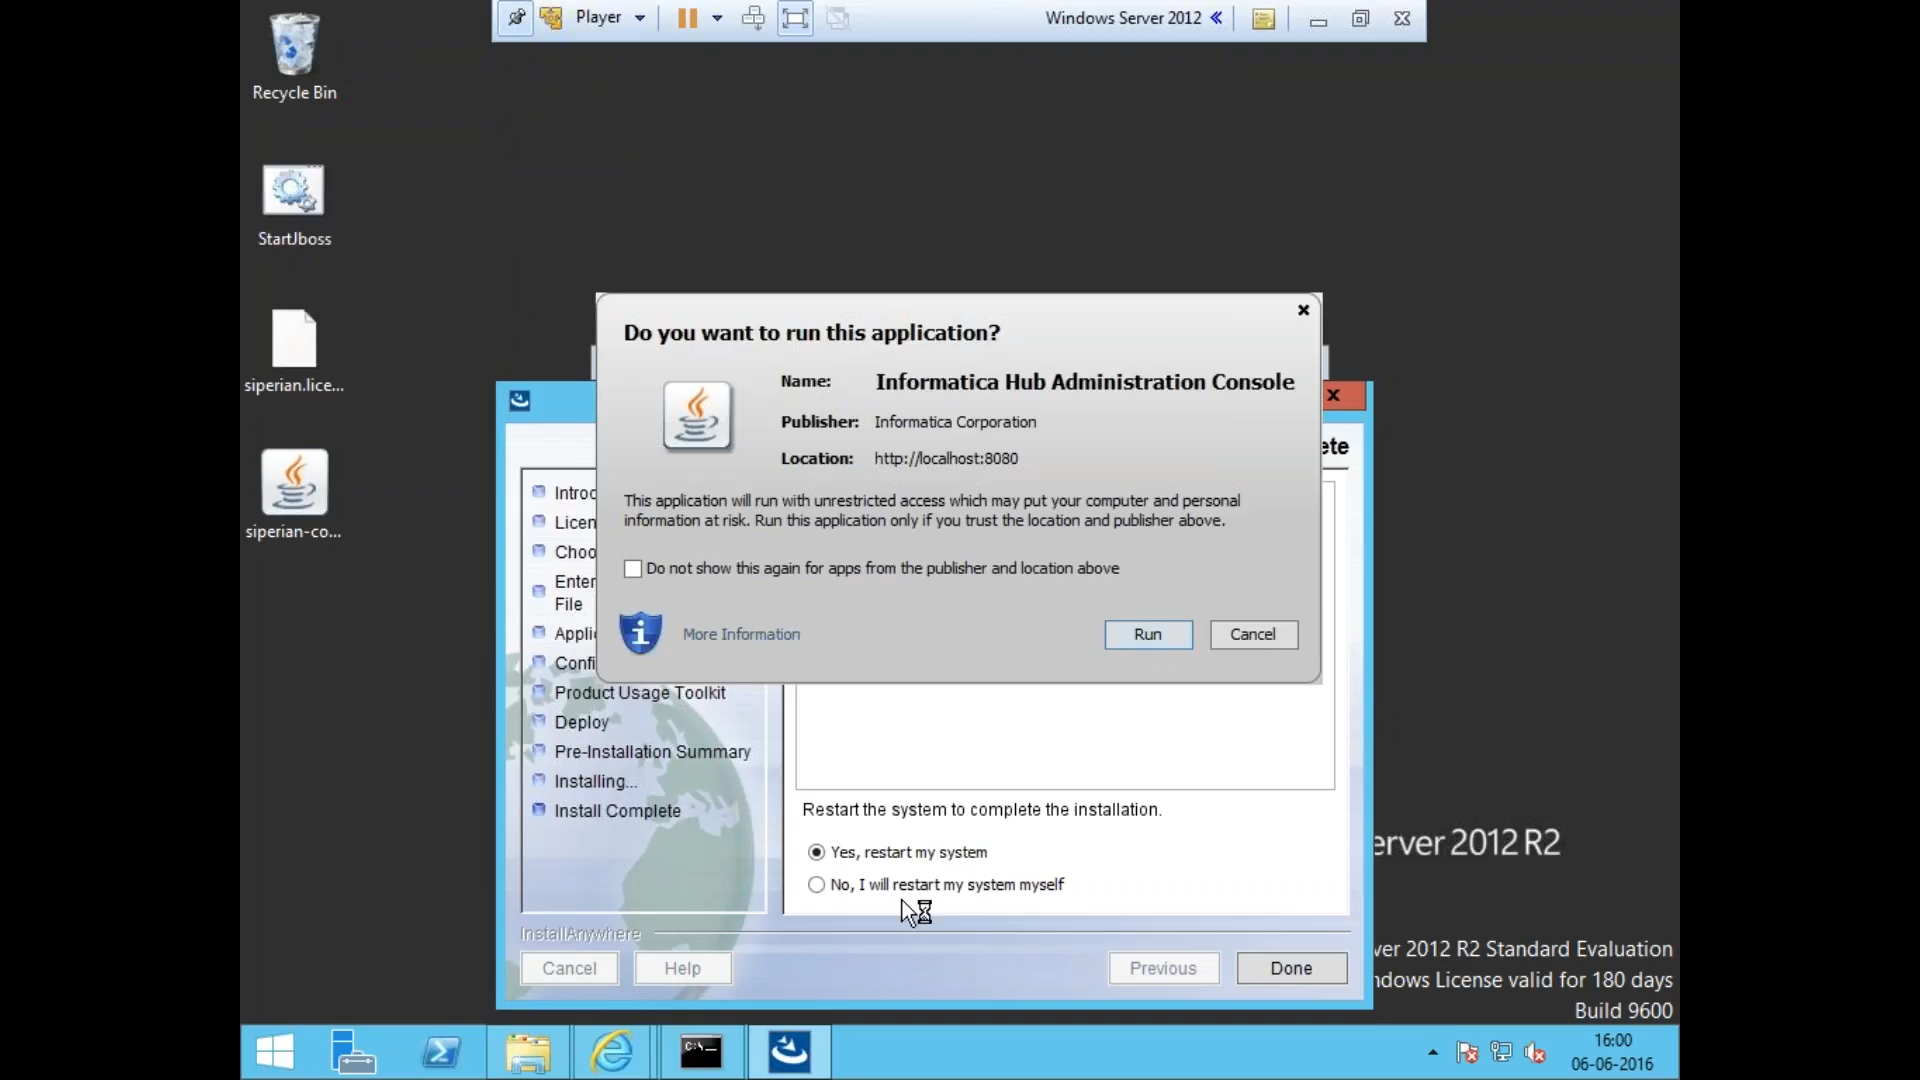 Player
Windows Server 2012
Recycle Bin
StartJboss
siperian.lice...
siperian-co...
Do you want to run this application?
Name: Informatica Hub Administration Console
Publisher: Informatica Corporation
Location: http://localhost:8080
This application will run with unrestricted access which may put your computer and personal
information at risk. Run this application only if you trust the location and publisher above.
Do not show this again for apps from the publisher and location above
More Information
Run
Cancel
ete
Introd
Licen
Choo
Enter
File
Appli
Confi
Product Usage Toolkit
Deploy
Pre-Installation Summary
Installing...
Install Complete
Restart the system to complete the installation.
Yes, restart my system
No, I will restart my system myself
InstallAnywhere
Cancel
Help
Previous
Done
erver 2012 R2
ver 2012 R2 Standard Evaluation
ndows License valid for 180 days
Build 9600
C:\
16:00
06-06-2016